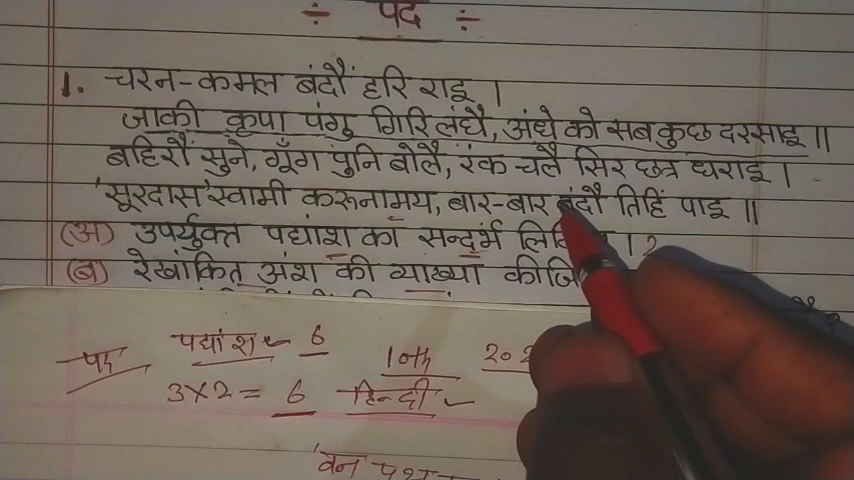 ÷ पद ÷
1. चरन-कमल बंदौं हरि राइ ।
जाकी कृपा पंगु गिरि लंघै, अंधे को सब कुछ दरसाइ ॥
बहिरौं सुनै, गूँग पुनि बोलै, रंक चलै सिर छत्र धराइ ।
'सूरदास' स्वामी करुनामय, बार-बार बंदौं तिहिं पाइ ॥
(अ) उपर्युक्त पद्यांश का सन्दर्भ
(ब) रेखांकित अंश की व्याख्या
पद पद्यांश 6 10th
3×2= 6 हिन्दी